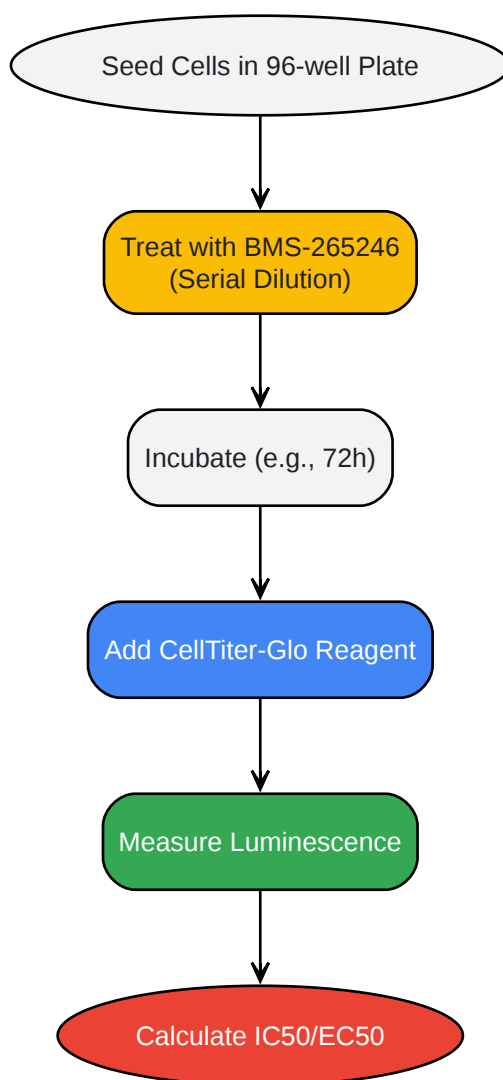 Seed Cells in 96-well Plate
Treat with BMS-265246
(Serial Dilution)
Incubate (e.g., 72h)
Add CellTiter-Glo Reagent
Measure Luminescence
Calculate IC50/EC50